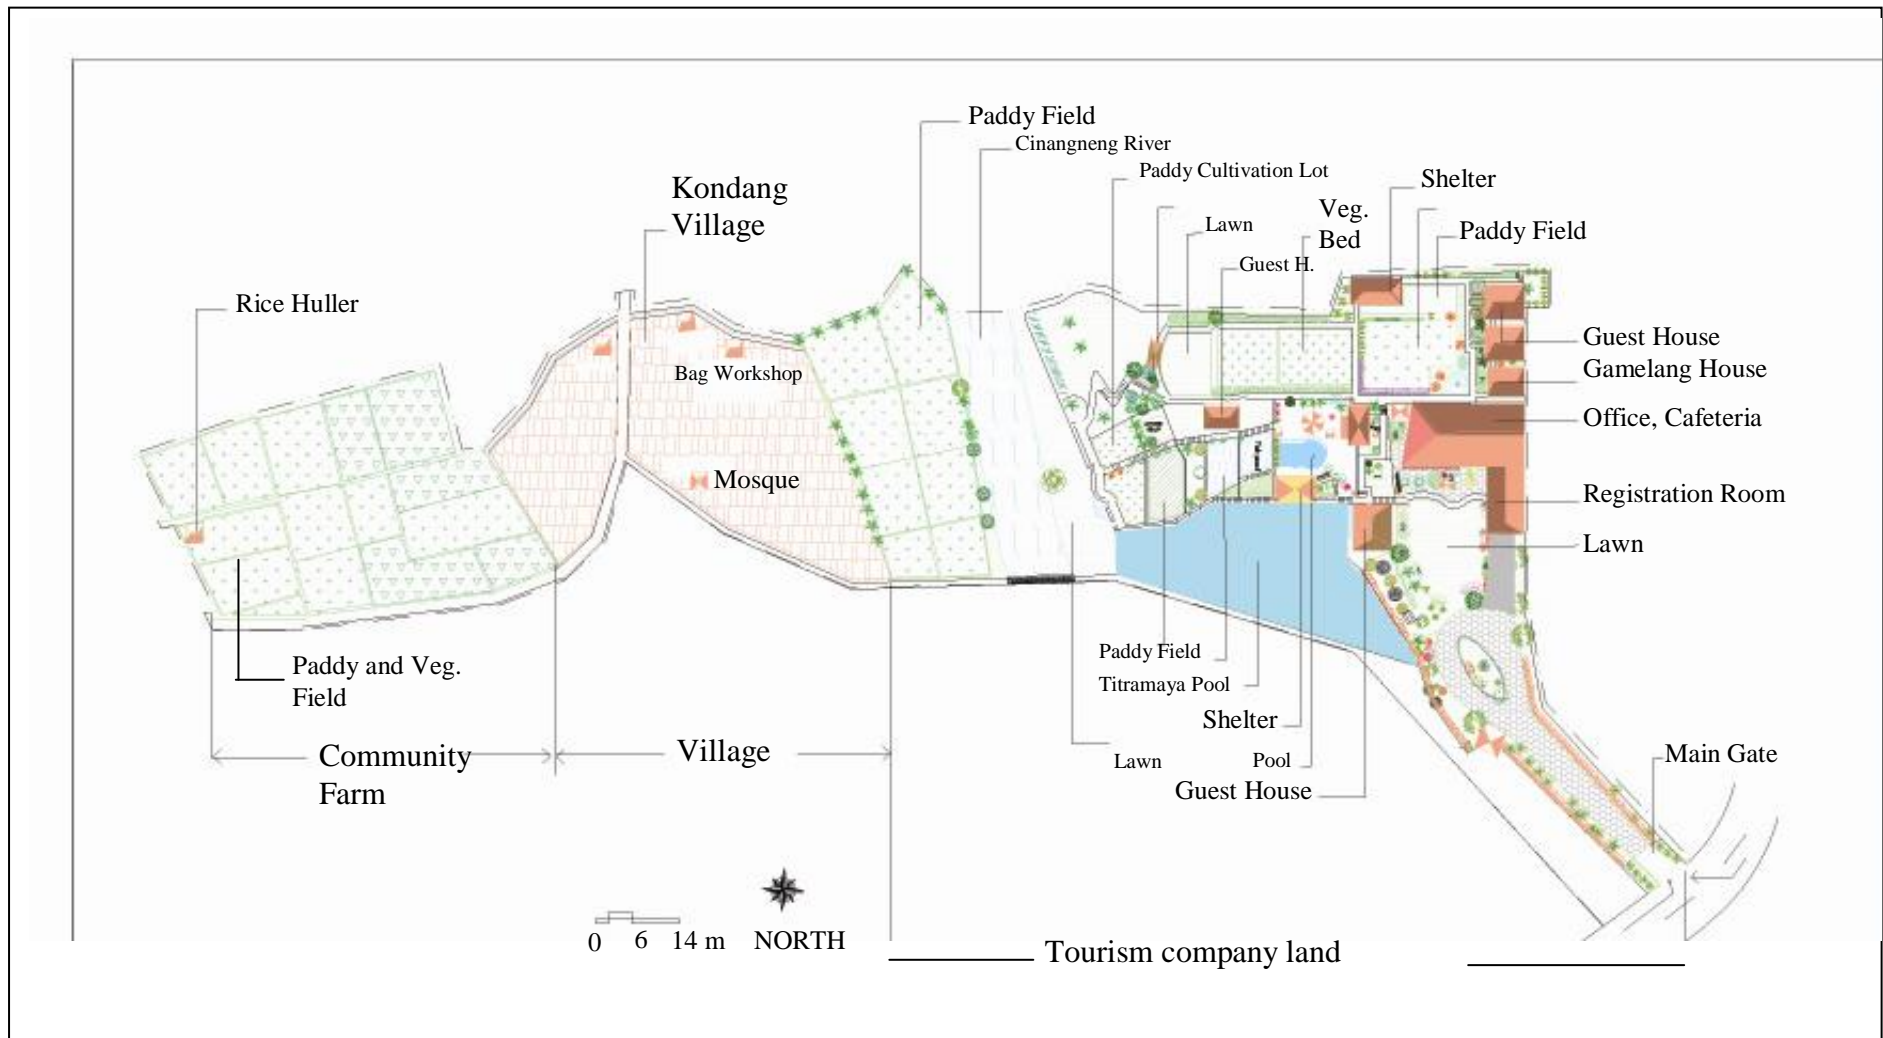 Paddy Field
Cinangneng River
Paddy Cultivation Lot
Shelter
Kondang
Village
Veg.
Bed
Lawn
Paddy Field
Guest H.
Rice Huller
Guest House
Bag Workshop
Gamelang House
Office, Cafeteria
Mosque
Registration Room
Lawn
Paddy Field
Paddy and Veg.
Field
Titramaya Pool
Shelter
Community
Farm
Village
Lawn
Pool
Main Gate
Guest House
0 6 14 m NORTH
Tourism company land